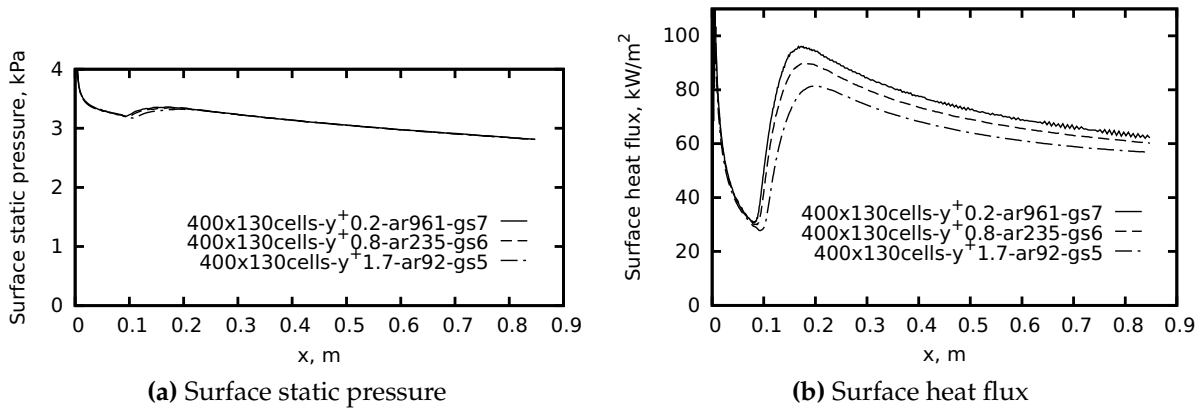 Surface static pressure, kPa
4
3
2
1
0
400x130cells-y+0.2-ar961-gs7
400x130cells-y+0.8-ar235-gs6
400x130cells-y+1.7-ar92-gs5
0 0.1 0.2 0.3 0.4 0.5 0.6 0.7 0.8 0.9
x, m
(a) Surface static pressure
Surface heat flux, kW/m2
100
80
60
40
20
0
400x130cells-y+0.2-ar961-gs7
400x130cells-y+0.8-ar235-gs6
400x130cells-y+1.7-ar92-gs5
0 0.1 0.2 0.3 0.4 0.5 0.6 0.7 0.8 0.9
x, m
(b) Surface heat flux